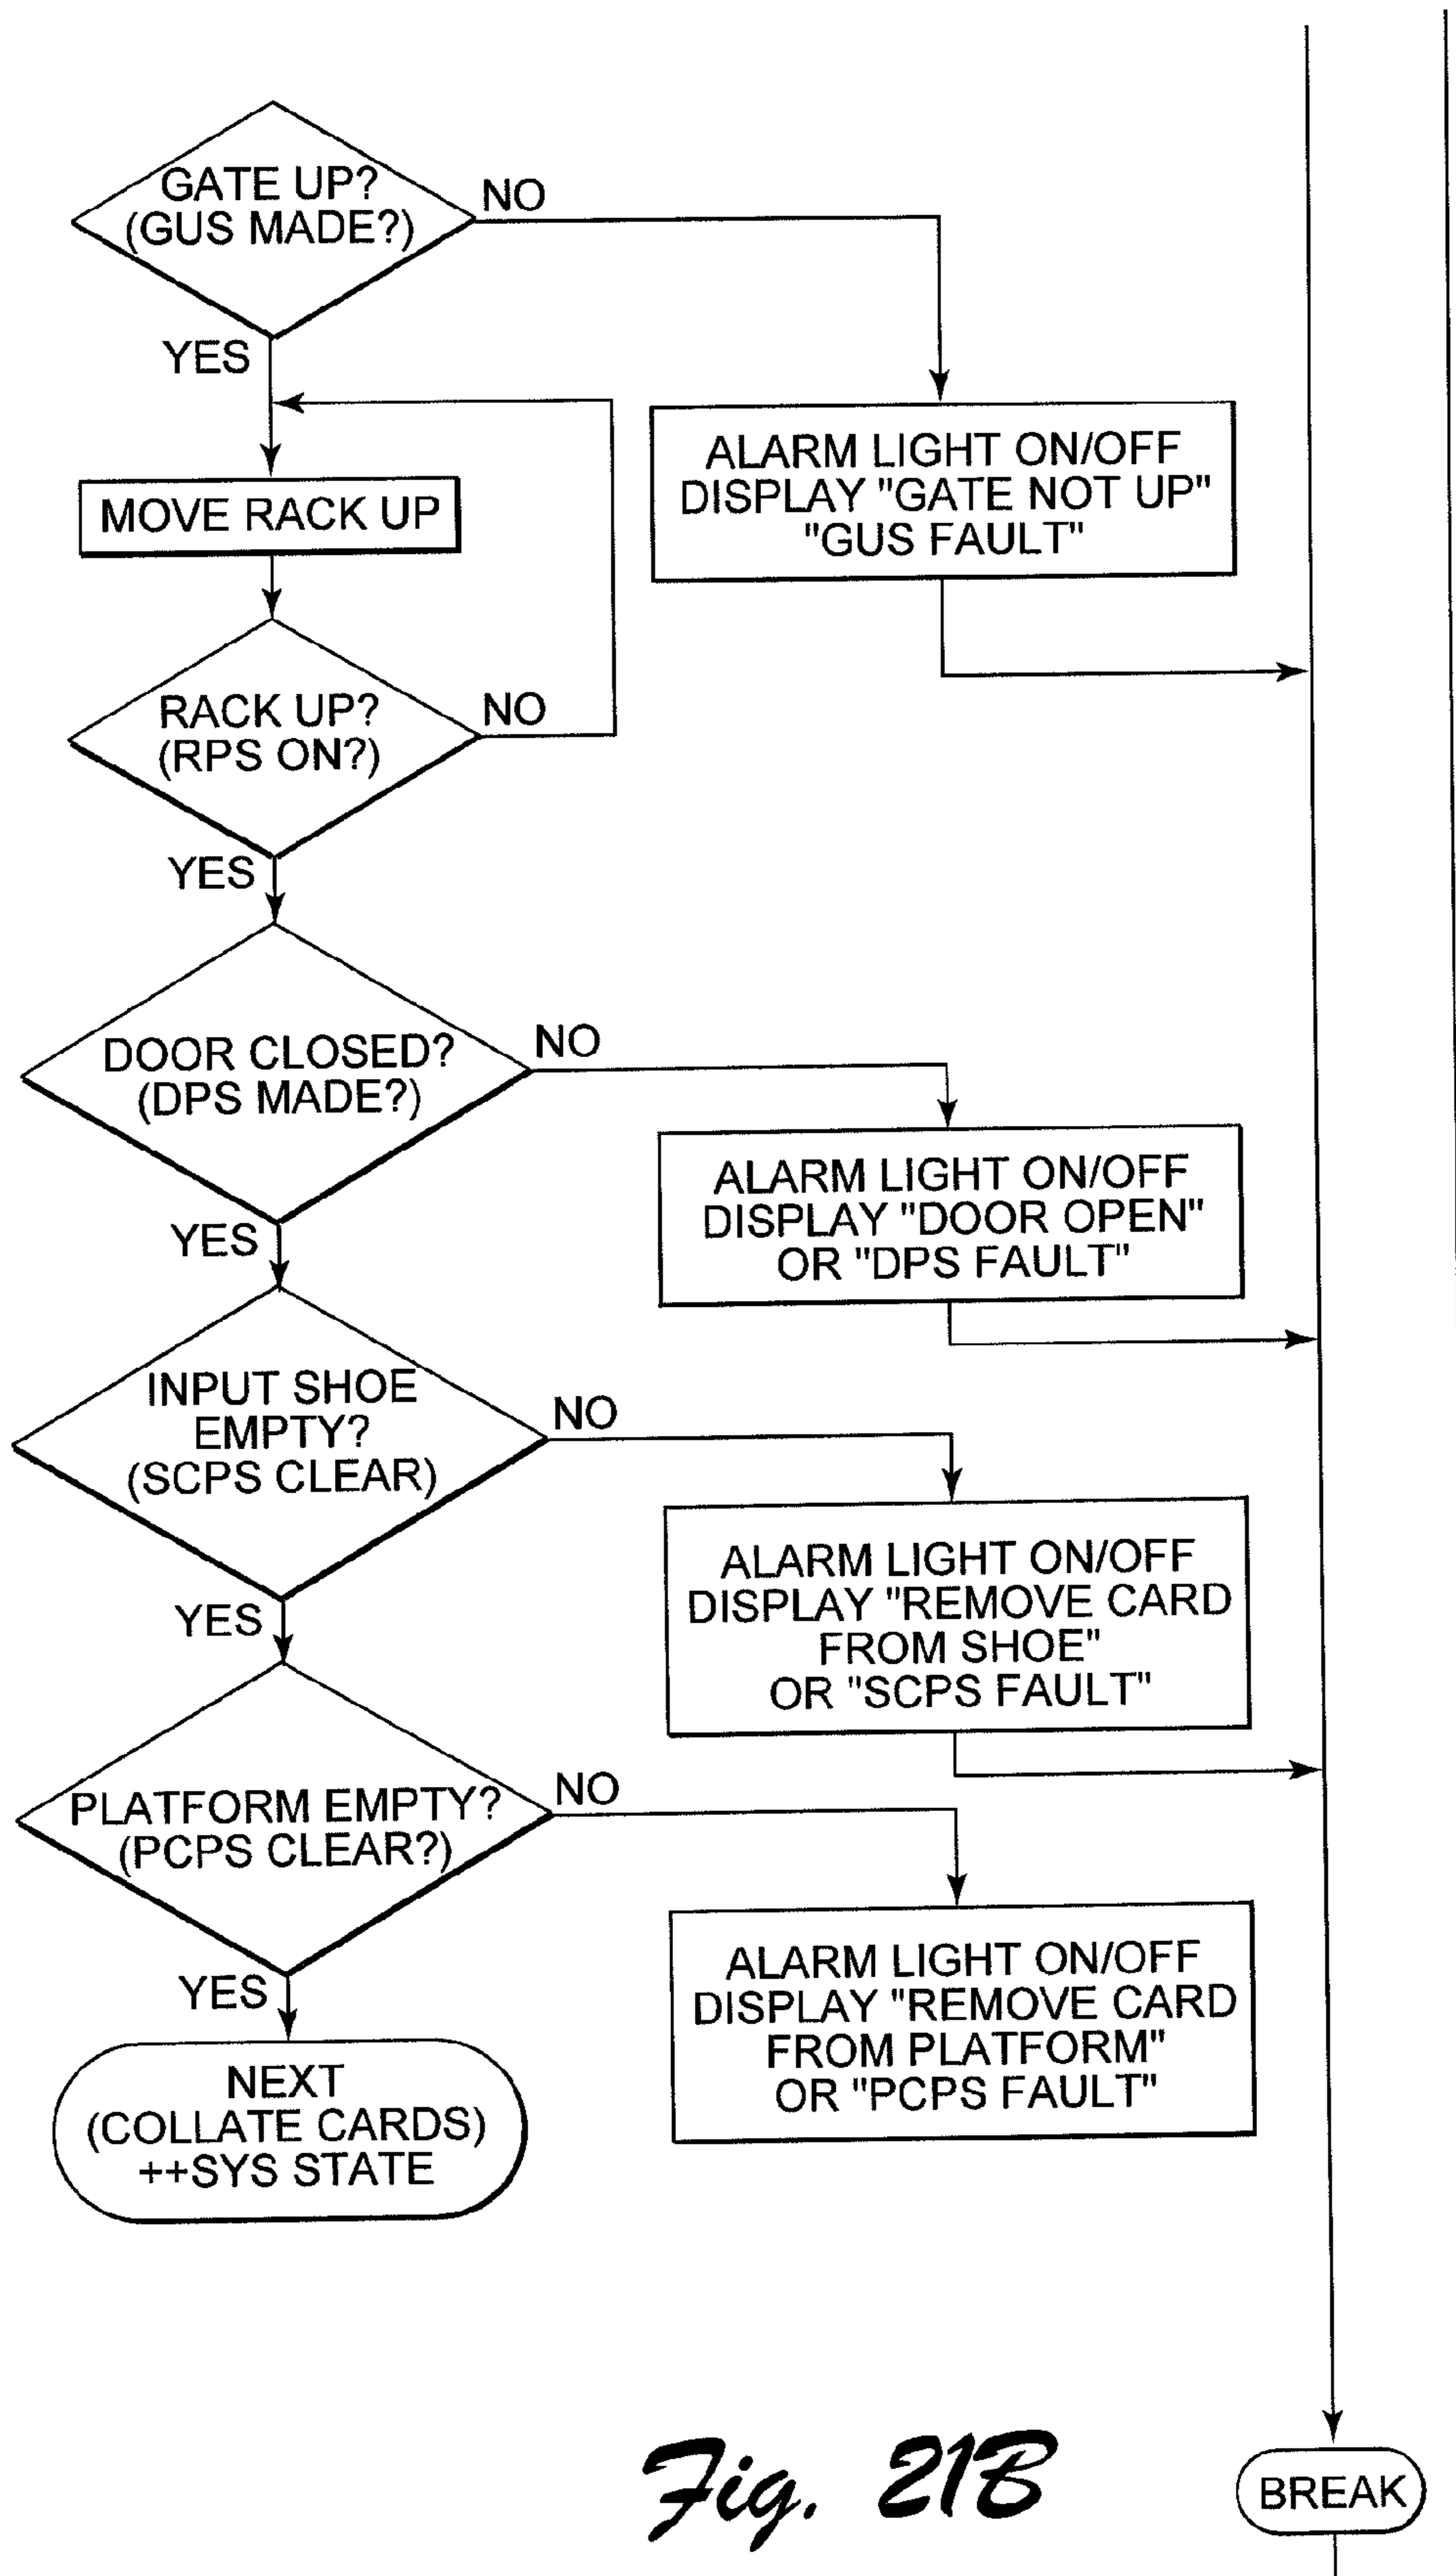 GATE UP?
(GUS MADE?)
NO
YES
ALARM LIGHT ON/OFF
DISPLAY "GATE NOT UP"
"GUS FAULT"
MOVE RACK UP
RACK UP?
(RPS ON?)
NO
YES
DOOR CLOSED?
(DPS MADE?)
NO
YES
ALARM LIGHT ON/OFF
DISPLAY "DOOR OPEN"
OR "DPS FAULT"
INPUT SHOE
EMPTY?
(SCPS CLEAR)
NO
YES
ALARM LIGHT ON/OFF
DISPLAY "REMOVE CARD
FROM SHOE"
OR "SCPS FAULT"
PLATFORM EMPTY?
(PCPS CLEAR?)
NO
YES
ALARM LIGHT ON/OFF
DISPLAY "REMOVE CARD
FROM PLATFORM"
OR "PCPS FAULT"
NEXT
(COLLATE CARDS)
++SYS STATE
Fig. 21B
BREAK